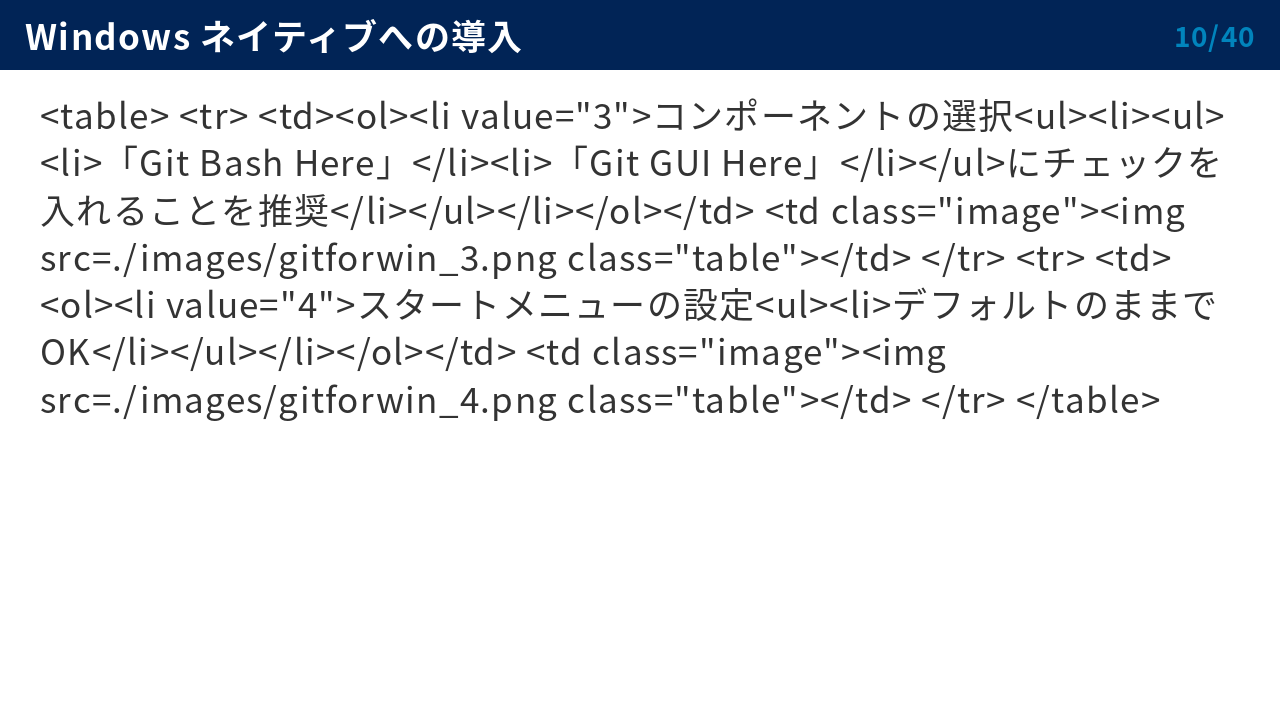 Windows ネイティブへの導入
10/40
<table> <tr> <td><ol><li value="3">コンポーネントの選択<ul><li><ul>
<li>「Git Bash Here」</li><li>「Git GUI Here」</li></ul>にチェックを
入れることを推奨</li></ul></li></ol></td> <td class="image"><img
src=./images/gitforwin_3.png class="table"></td> </tr> <tr> <td>
<ol><li value="4">スタートメニューの設定<ul><li>デフォルトのままで
OK</li></ul></li></ol></td> <td class="image"><img
src=./images/gitforwin_4.png class="table"></td> </tr> </table>